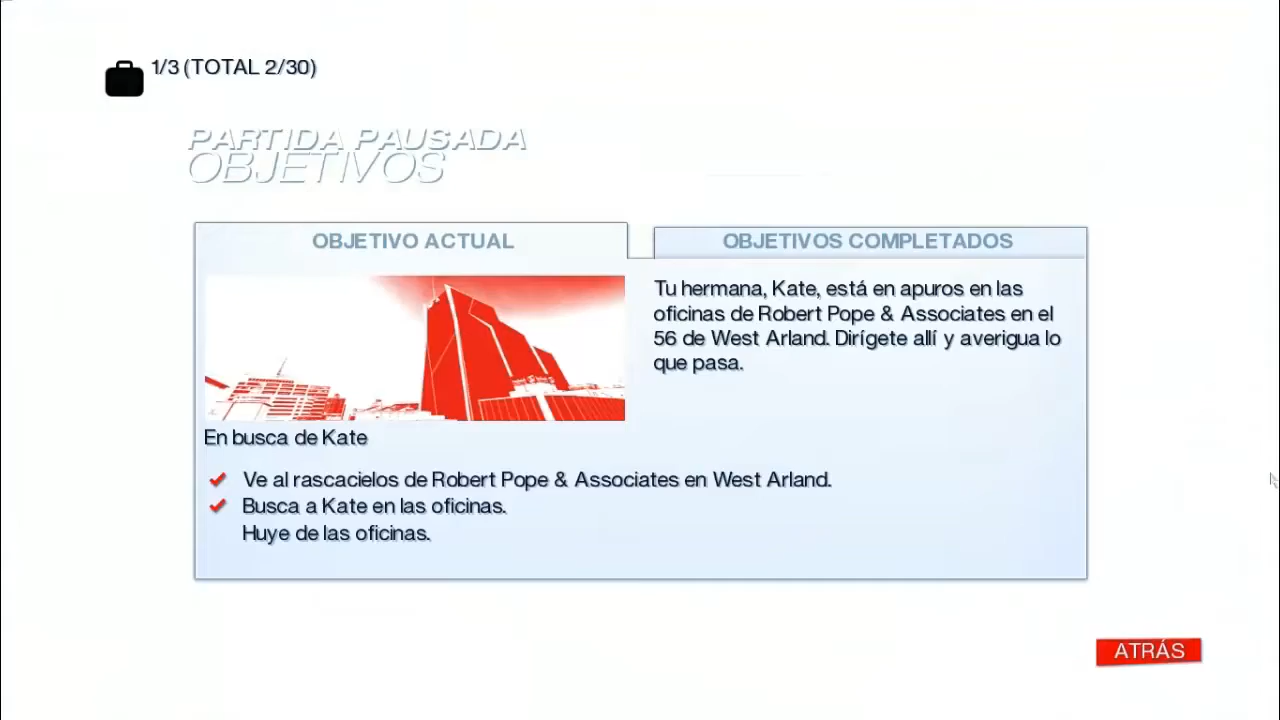 1/3 (TOTAL 2/30)
PARTIDA PAUSADA
OBJETIVOS
OBJETIVO ACTUAL
OBJETIVOS COMPLETADOS
Tu hermana, Kate, está en apuros en las
oficinas de Robert Pope & Associates en el
56 de West Arland. Dirígete allí y averigua lo
que pasa.
En busca de Kate
Ve al rascacielos de Robert Pope & Associates en West Arland.
Busca a Kate en las oficinas.
Huye de las oficinas.
ATRÁS